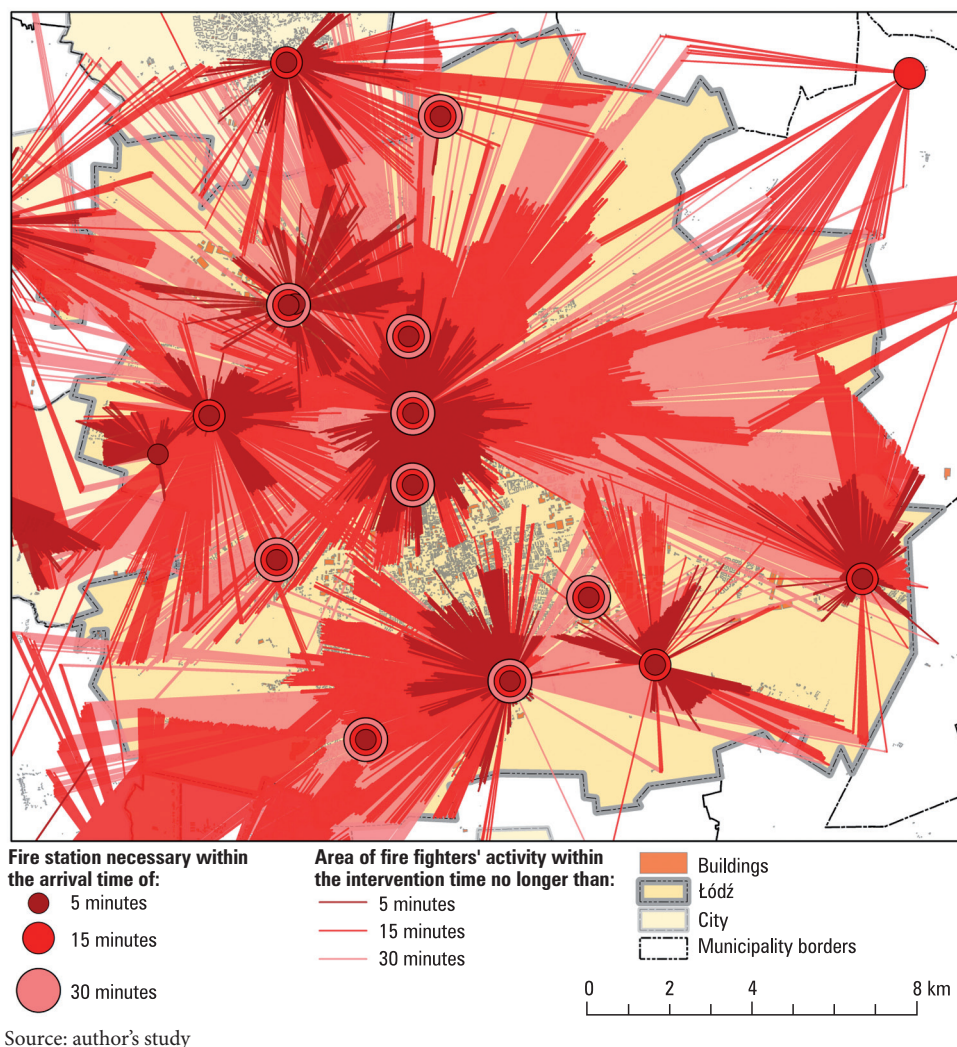 Fire station necessary within
the arrival time of:
5 minutes
15 minutes
30 minutes
Area of fire fighters' activity within
the intervention time no longer than:
5 minutes
15 minutes
30 minutes
Buildings
Łódź
City
Municipality borders
0 2 4 8 km
Source: author's study